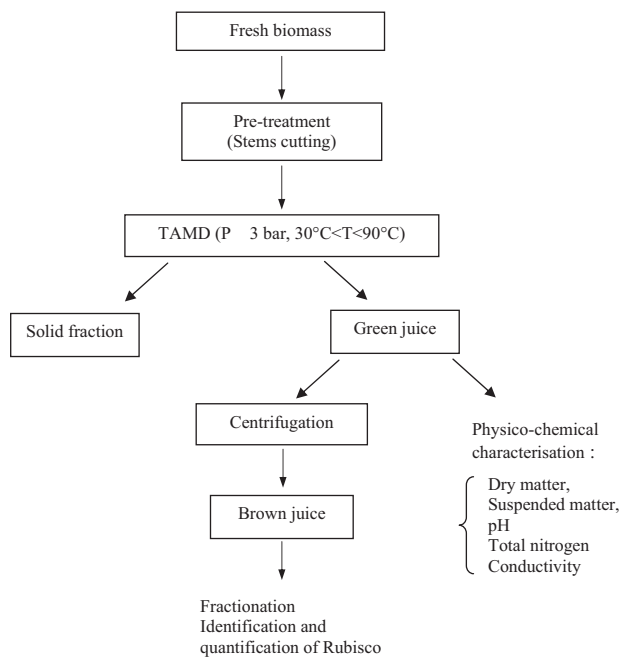 Fresh biomass
Pre-treatment
(Stems cutting)
TAMD (P 3 bar, 30°C<T<90°C)
Solid fraction
Green juice
Centrifugation
Brown juice
Fractionation
Identification and
quantification of Rubisco
Physico-chemical
characterisation :
Dry matter,
Suspended matter,
pH
Total nitrogen
Conductivity